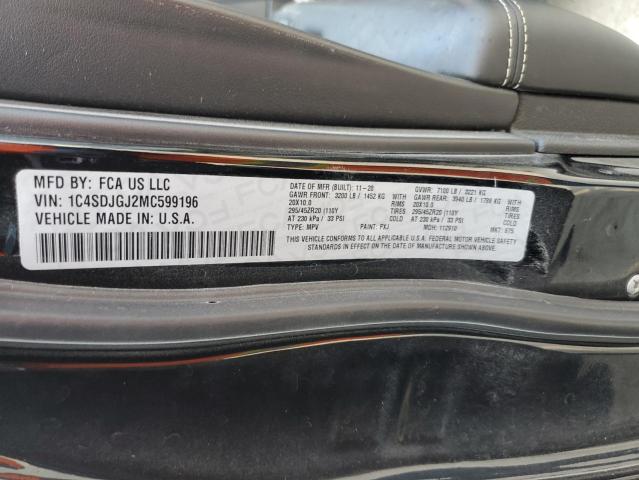 MFD BY: FCA US LLC
VIN: 1C4SDJGJ2MC599196
VEHICLE MADE IN: U.S.A.
DATE OF MFR (BUILT): 11-20 GVWR: 7100 LB / 3221 KG
GAWR FRONT: 3200 LB / 1452 KG GAWR REAR: 3940 LB / 1788 KG
20X10.0 RIMS 20X10.0 RIMS
295/45ZR20 (110Y TIRES 295/45ZR20 (110Y TIRES
AT 230 kPa / 33 PSI COLD AT 230 kPa / 33 PSI COLD
TYPE: MPV PAINT: PXJ MDH: 112910 MKT: 675
THIS VEHICLE CONFORMS TO ALL APPLICABLE U.S.A. FEDERAL MOTOR VEHICLE SAFETY
STANDARDS IN EFFECT ON DATE OF MANUFACTURE SHOWN ABOVE.